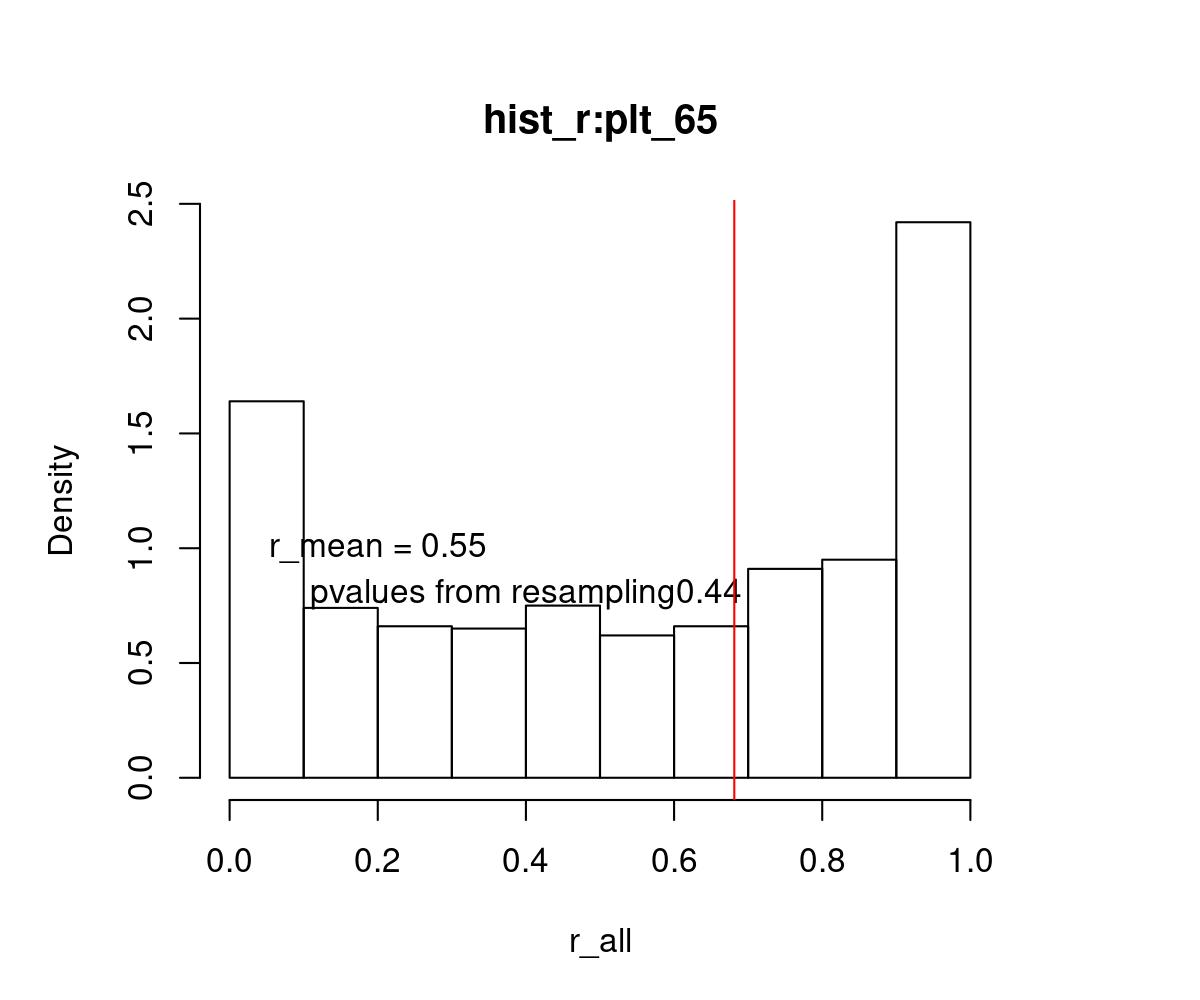 hist_r:plt_65
2.5
2.0
1.5
1.0
0.5
0.0
Density
r_mean = 0.55
pvalues from resampling0.44
0.0 0.2 0.4 0.6 0.8 1.0
r_all